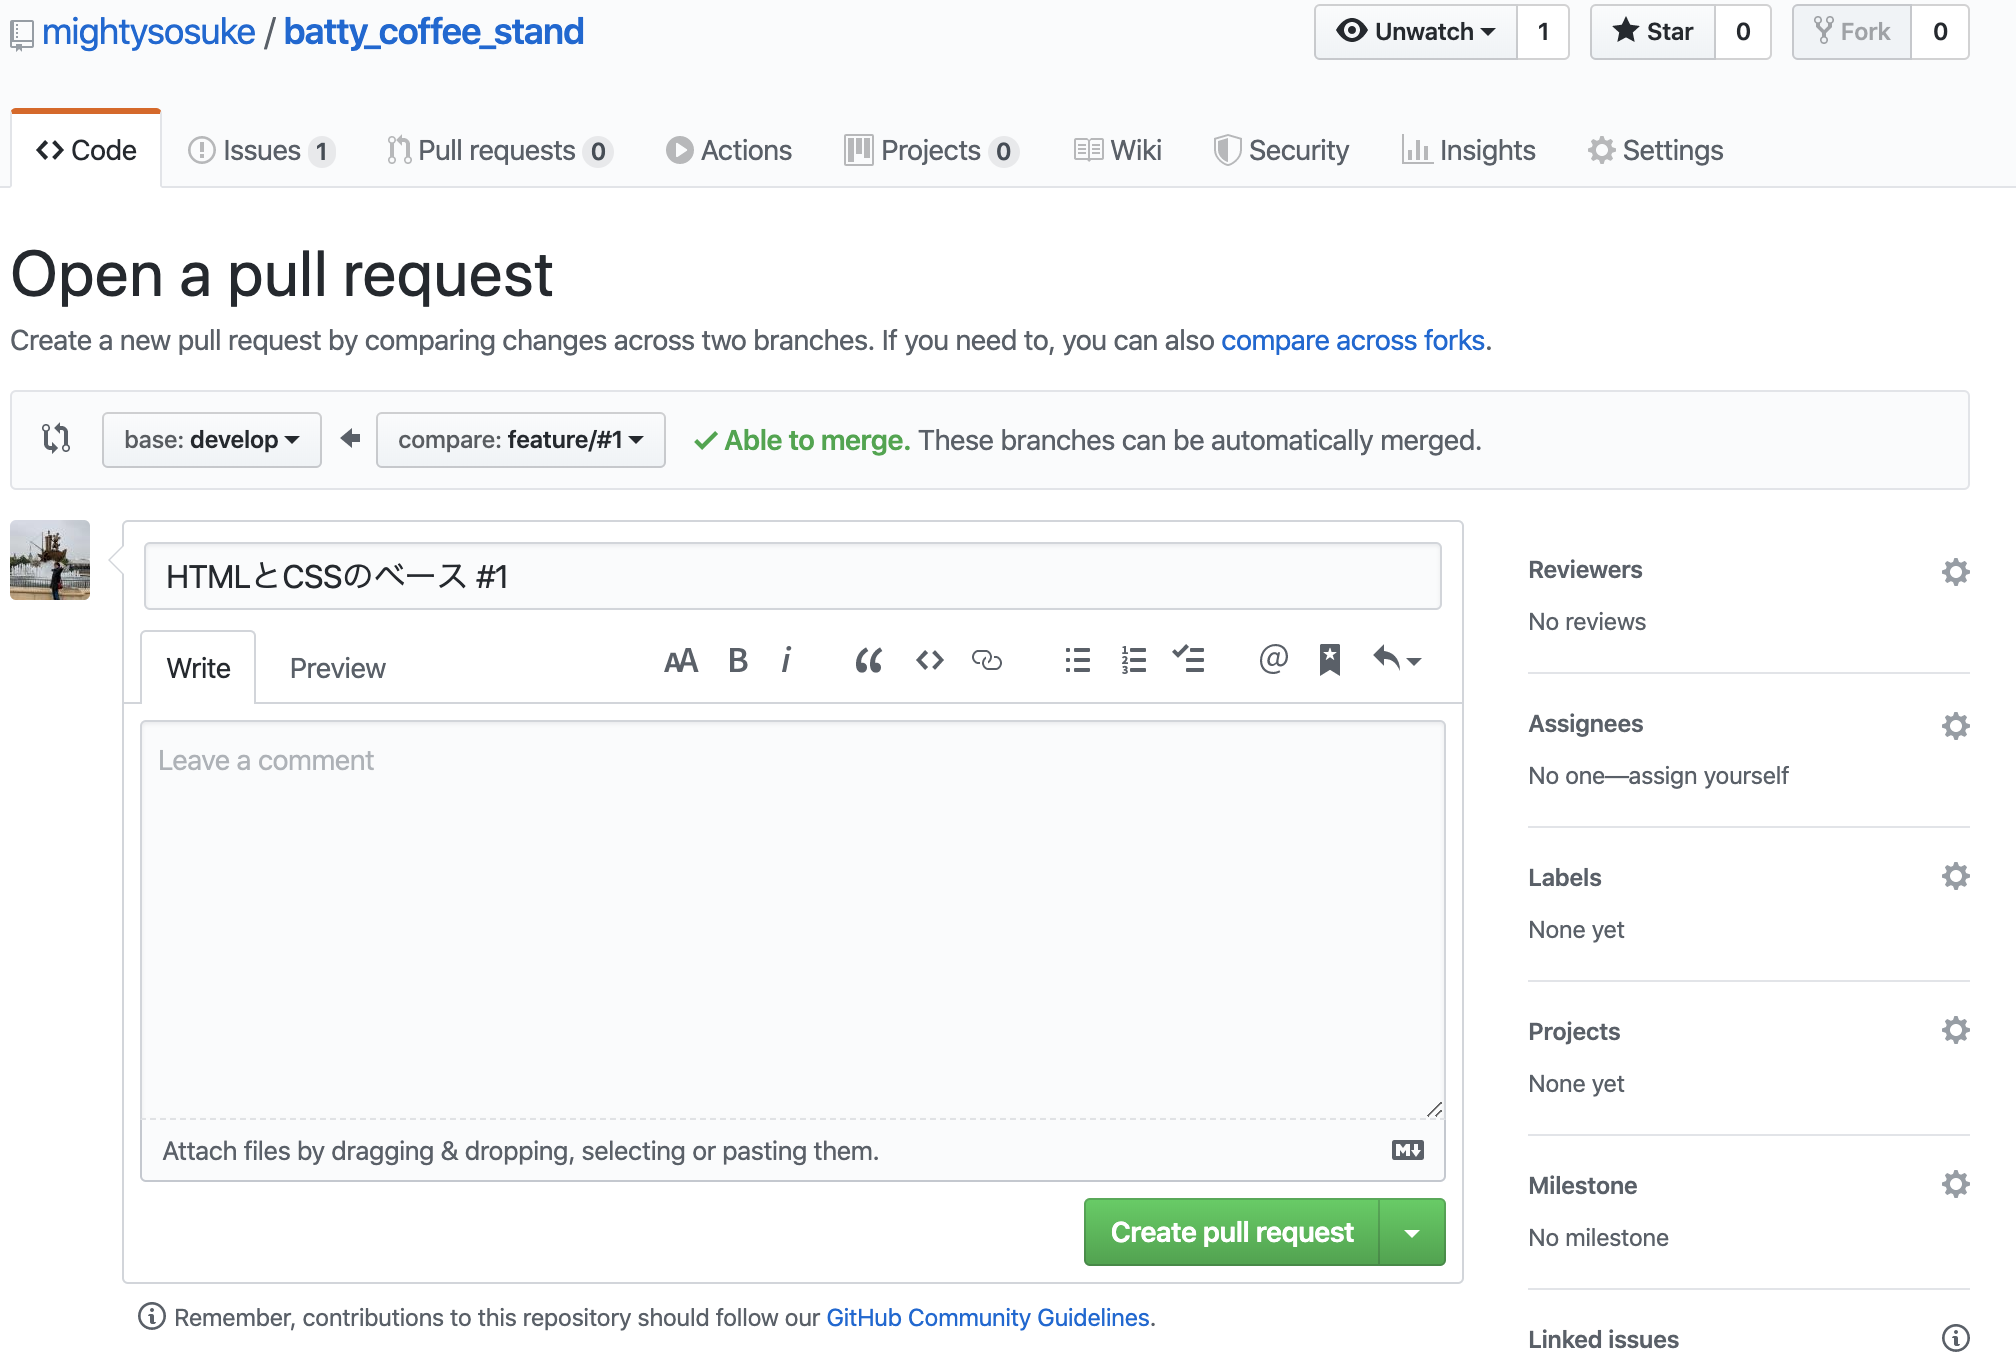 mightysosuke / batty_coffee_stand
Unwatch 1 Star 0 Fork 0
Code Issues 1 Pull requests 0 Actions Projects 0 Wiki Security Insights Settings
Open a pull request
Create a new pull request by comparing changes across two branches. If you need to, you can also compare across forks.
base: develop compare: feature/#1 Able to merge. These branches can be automatically merged.
HTMLとCSSのベース #1
Write Preview
Leave a comment
Attach files by dragging & dropping, selecting or pasting them.
Create pull request
Remember, contributions to this repository should follow our GitHub Community Guidelines.
Reviewers
No reviews
Assignees
No one—assign yourself
Labels
None yet
Projects
None yet
Milestone
No milestone
Linked issues